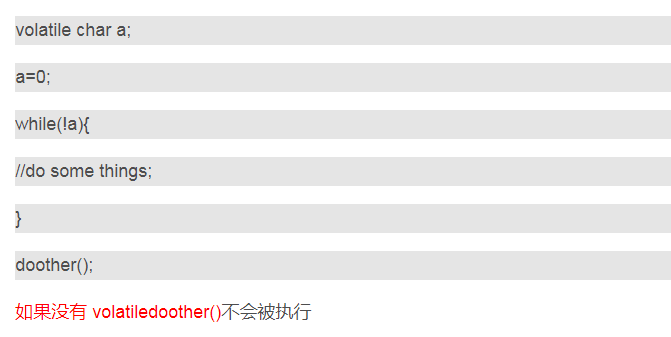 volatile char a;
a=0;
while(!a){
//do some things;
}
doother();
如果没有 volatiledoother()不会被执行